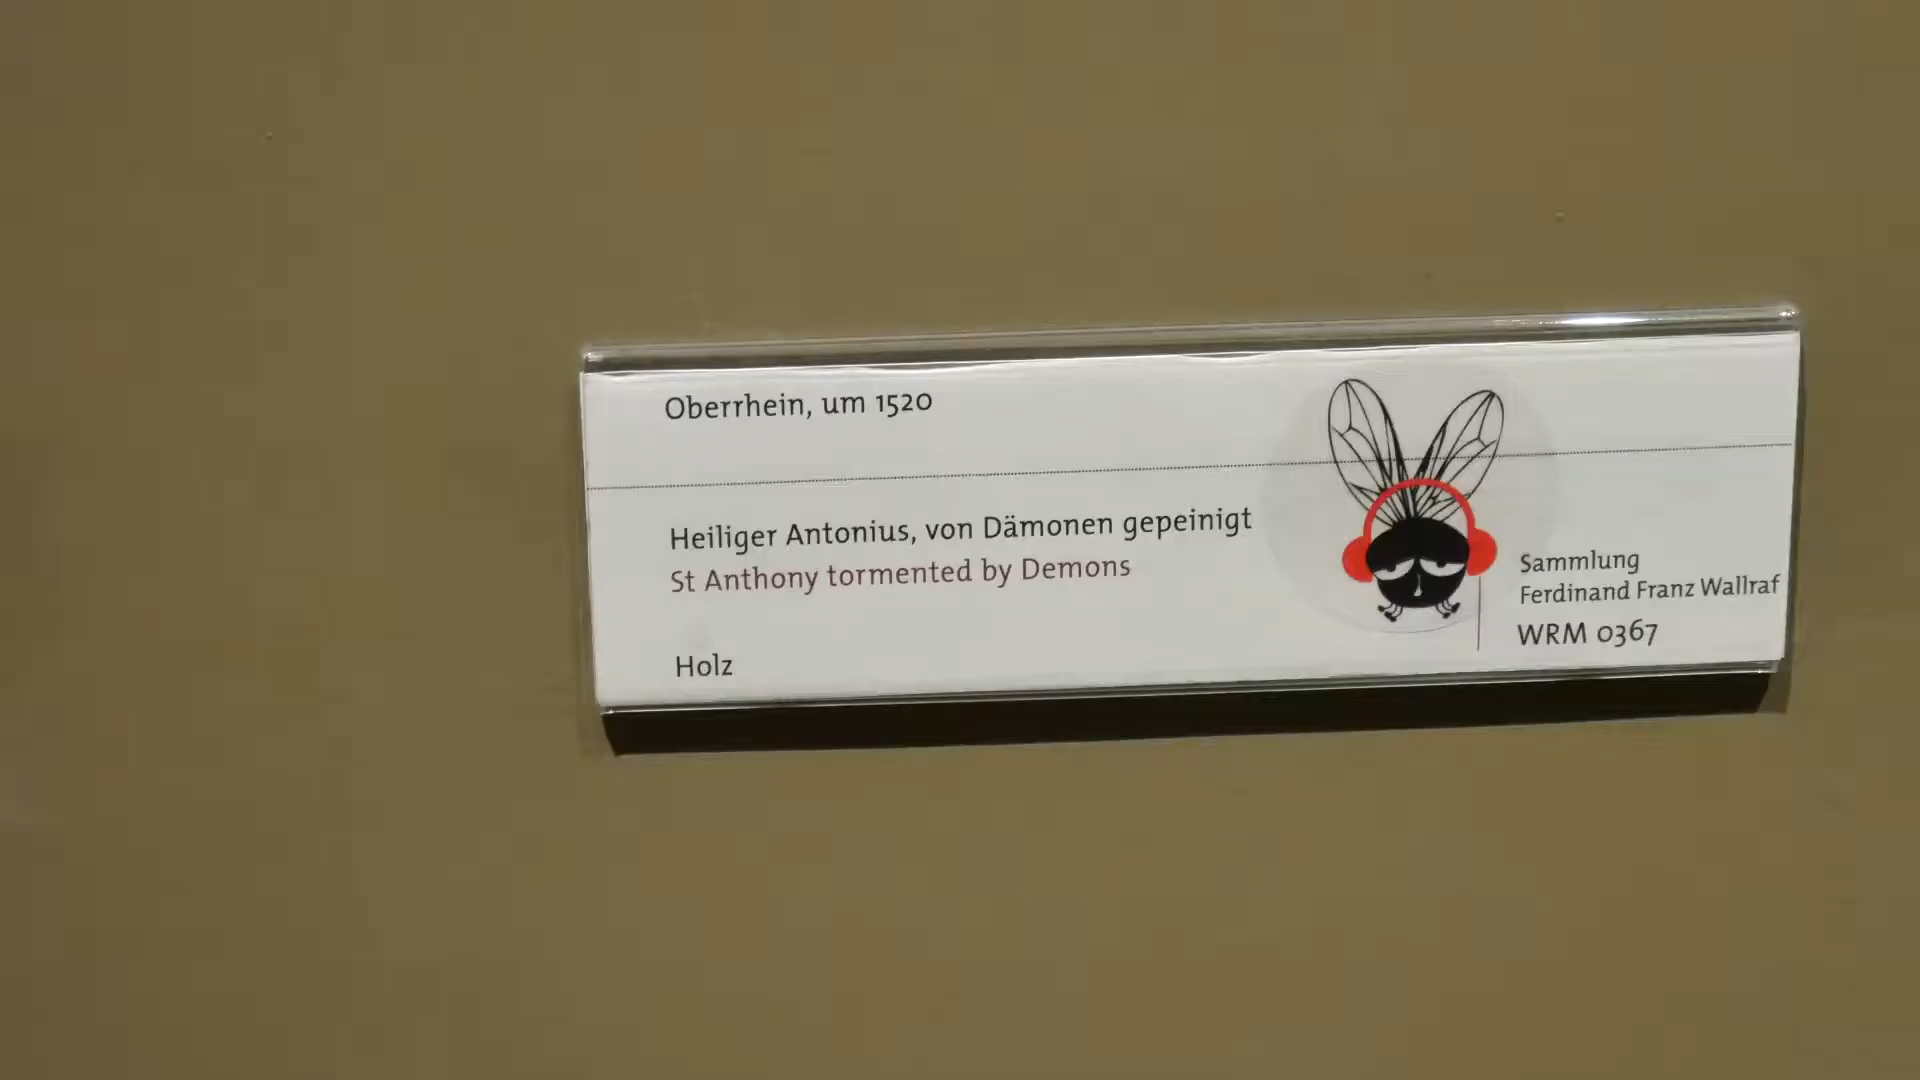 Oberrhein, um 1520
Heiliger Antonius, von Dämonen gepeinigt
St Anthony tormented by Demons
Holz
Sammlung
Ferdinand Franz Wallraf
WRM 0367